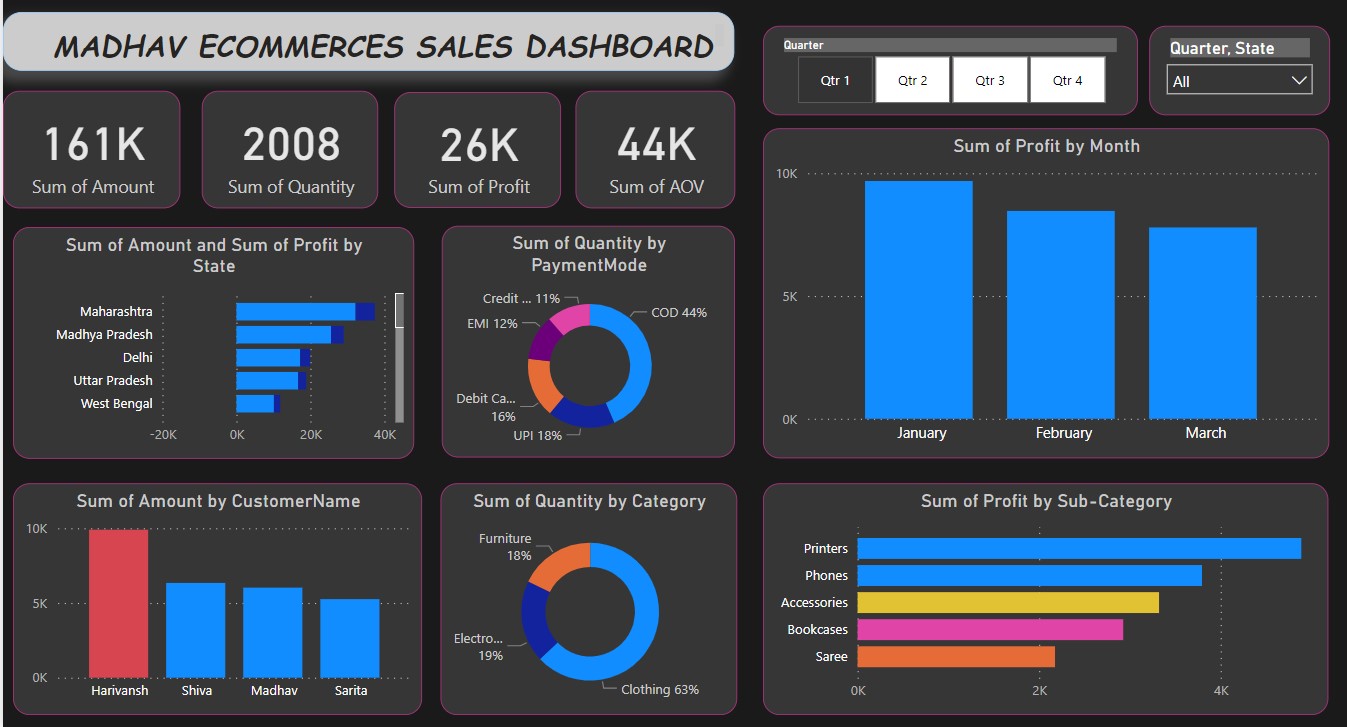 MADHAV ECOMMERCES SALES DASHBOARD
Quarter
Qtr 1 Qtr 2 Qtr 3 Qtr 4
Quarter, State
All
161K
Sum of Amount
2008
Sum of Quantity
26K
Sum of Profit
44K
Sum of AOV
Sum of Profit by Month
10K
5K
0K
January February March
Sum of Amount and Sum of Profit by
State
Maharashtra
Madhya Pradesh
Delhi
Uttar Pradesh
West Bengal
-20K 0K 20K 40K
Sum of Quantity by
PaymentMode
Credit ... 11%
COD 44%
EMI 12%
Debit Ca...
16%
UPI 18%
Sum of Amount by CustomerName
10K
5K
0K
Harivansh Shiva Madhav Sarita
Sum of Quantity by Category
Furniture
18%
Electro...
19%
Clothing 63%
Sum of Profit by Sub-Category
Printers
Phones
Accessories
Bookcases
Saree
0K 2K 4K